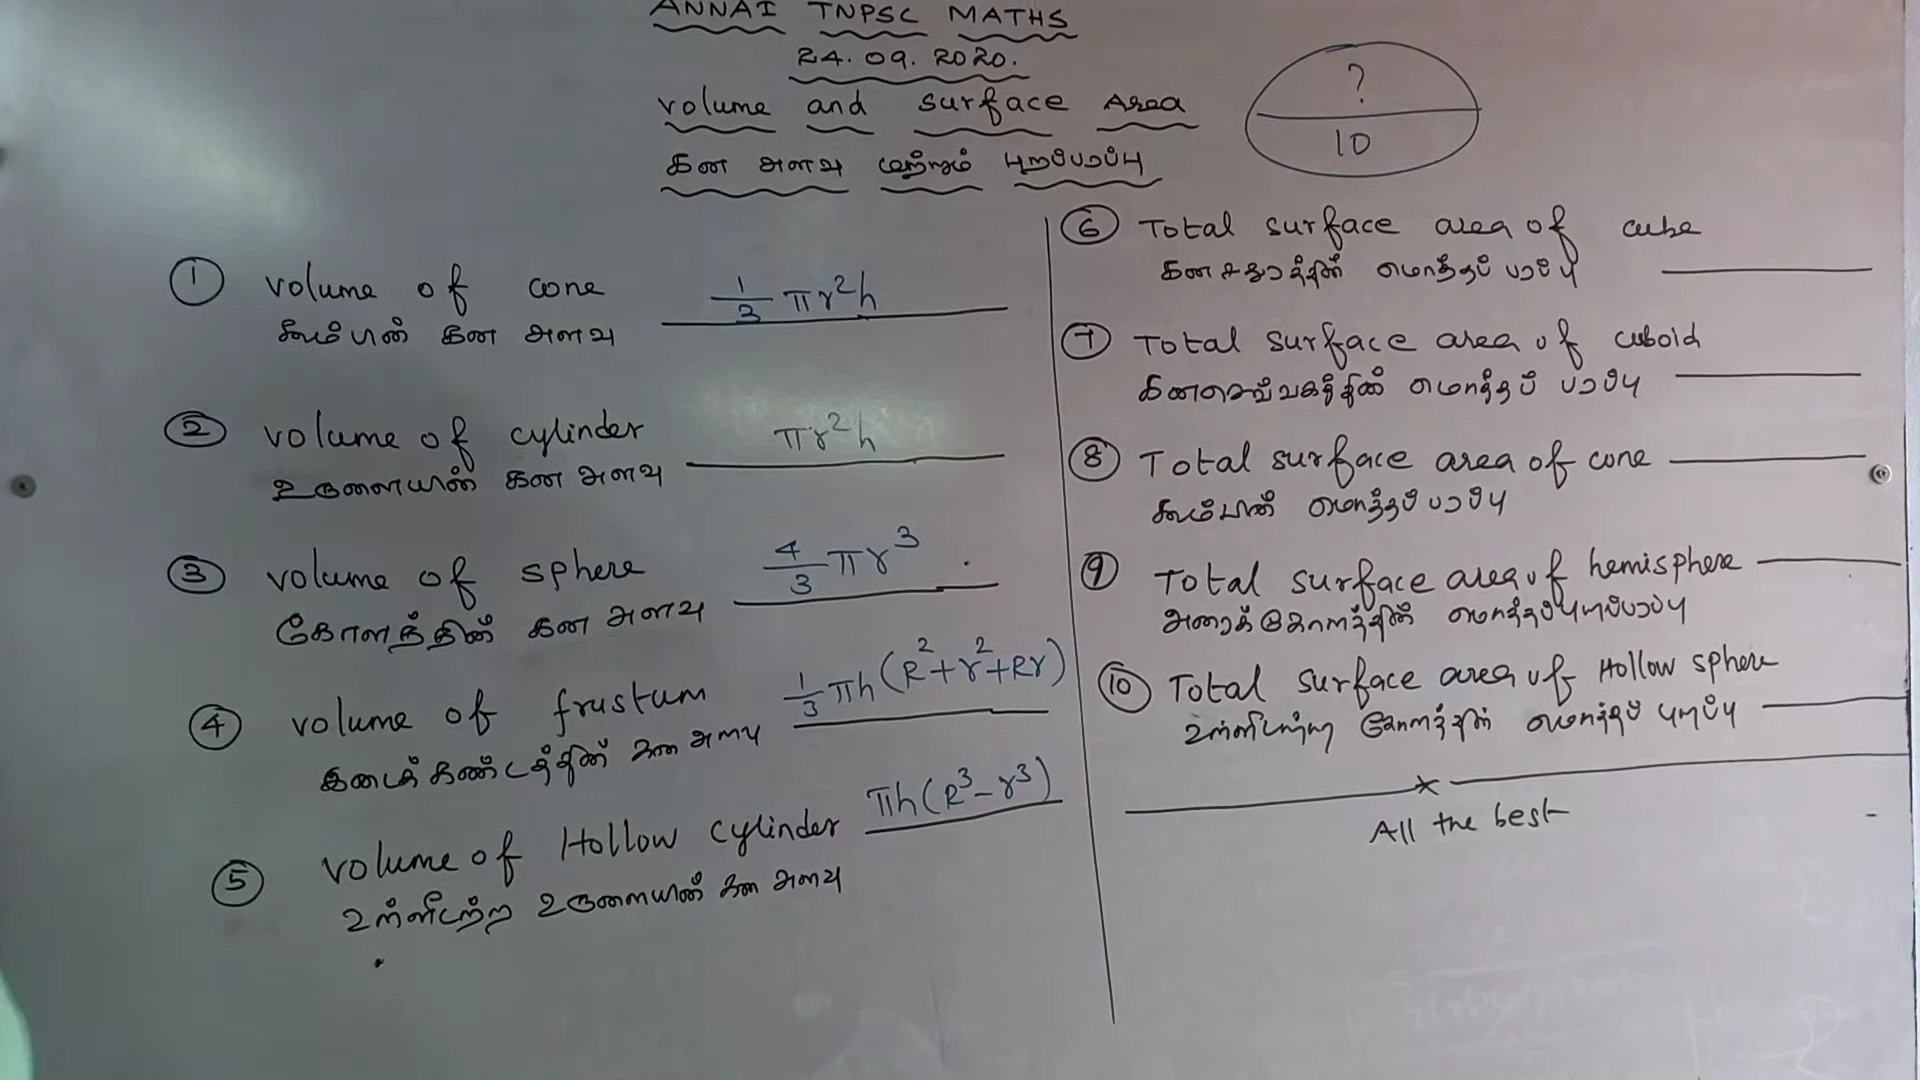 ANNAI TNPSC MATHS
24.09.2020.
volume and surface Area
கன அளவு மற்றும் புறப்பரப்பு
?
10
① volume of cone 1/3 πr²h
கூம்பின் கன அளவு
② volume of cylinder πr²h
உருளையின் கன அளவு
③ volume of sphere 4/3 πr³
கோளத்தின் கன அளவு
④ volume of frustum 1/3 πh(R²+r²+Rr)
இடைக் கண்டத்தின் கன அளவு
⑤ volume of Hollow cylinder πh(R³-r³)
உள்ளீடற்ற உருளையின் கன அளவு
⑥ Total surface area of cube
கன சதுரத்தின் மொத்தப் பரப்பு
⑦ Total surface area of cuboid
கனசெவ்வகத்தின் மொத்தப் பரப்பு
⑧ Total surface area of cone
கூம்பின் மொத்தப் பரப்பு
⑨ Total surface area of hemisphere
அரைக்கோளத்தின் மொத்தப்புறப்பரப்பு
⑩ Total surface area of Hollow sphere
உள்ளீடற்ற கோளத்தின் மொத்தப்
All the best